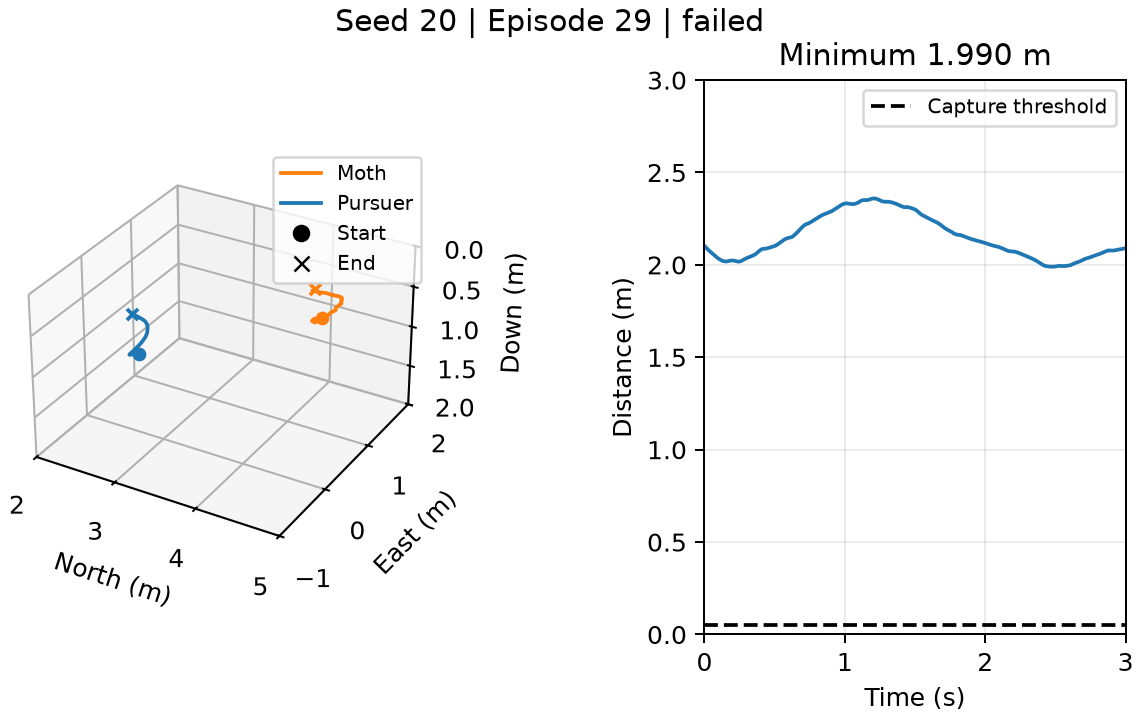 Seed 20 | Episode 29 | failed
Moth
Pursuer
Start
End
0.0
0.5
1.0
1.5
2.0
Down (m)
2
3
4
5
North (m)
−1
0
1
2
East (m)
Minimum 1.990 m
Capture threshold
3.0
2.5
2.0
1.5
1.0
0.5
0.0
Distance (m)
0
1
2
3
Time (s)